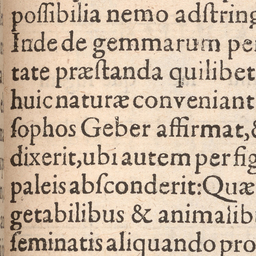 poſſibilia nemo adſtring
Inde de gemmarum per
tate præſtanda quilibet
huic naturæ conveniant
ſophos Geber affirmat, &
dixerit, ubi autem per fig
paleis abſconderit: Quæ
getabilibus & animalib
ſeminatis aliquando pro